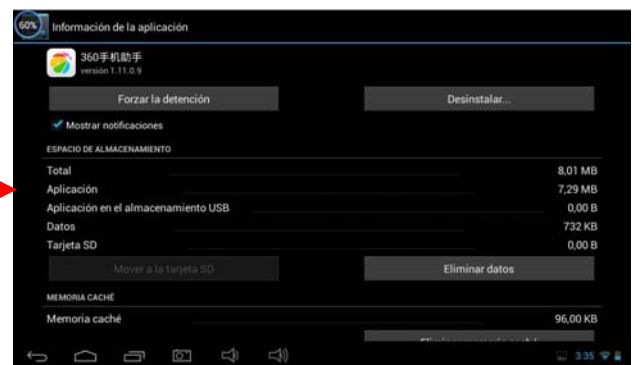 60%
Información de la aplicación
360手机助手
versión 1.11.0.9
Forzar la detención
Desinstalar...
Mostrar notificaciones
ESPACIO DE ALMACENAMIENTO
Total 8,01 MB
Aplicación 7,29 MB
Aplicación en el almacenamiento USB 0,00 B
Datos 732 KB
Tarjeta SD 0,00 B
Mover a la tarjeta SD
Eliminar datos
MEMORIA CACHÉ
Memoria caché 96,00 KB
3:35